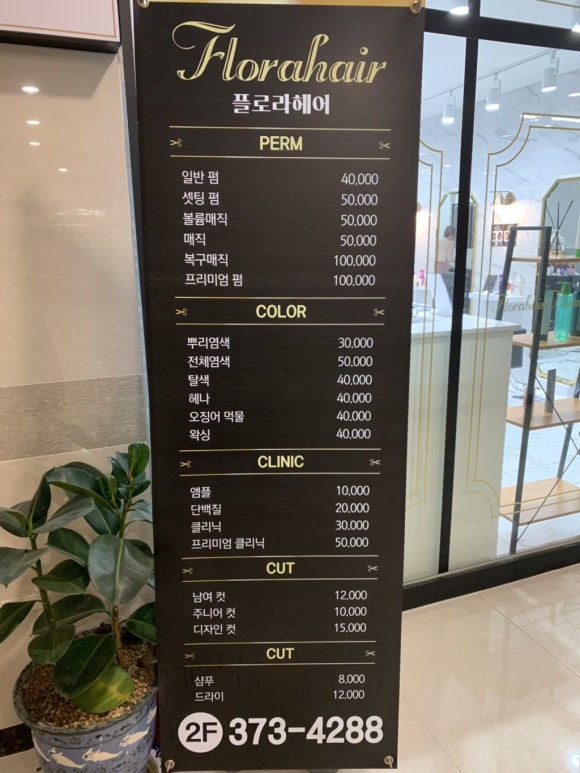 Florahair
플로라헤어
PERM
일반 펌 40,000
셋팅 펌 50,000
볼륨매직 50,000
매직 50,000
복구매직 100,000
프리미엄 펌 100,000
COLOR
뿌리염색 30,000
전체염색 50,000
탈색 40,000
헤나 40,000
오징어 먹물 40,000
왁싱 40,000
CLINIC
앰플 10,000
단백질 20,000
클리닉 30,000
프리미엄 클리닉 50,000
CUT
남여 컷 12,000
주니어 컷 10,000
디자인 컷 15,000
CUT
샴푸 8,000
드라이 12,000
2F 373-4288
Florahair